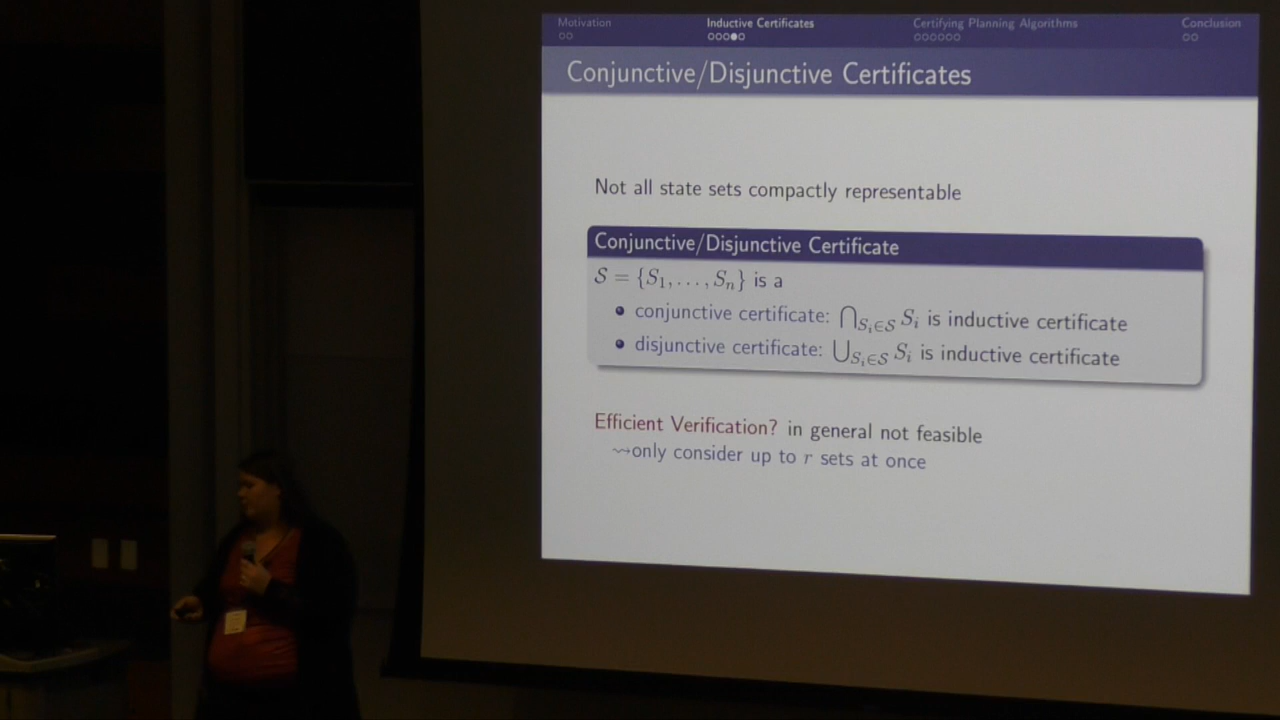 Motivation Inductive Certificates Certifying Planning Algorithms Conclusion
Conjunctive/Disjunctive Certificates
Not all state sets compactly representable
Conjunctive/Disjunctive Certificate
𝒮 = {S₁, . . . , Sₙ} is a
• conjunctive certificate: ⋂_{Sᵢ∈𝒮} Sᵢ is inductive certificate
• disjunctive certificate: ⋃_{Sᵢ∈𝒮} Sᵢ is inductive certificate
Efficient Verification? in general not feasible
⇝only consider up to r sets at once